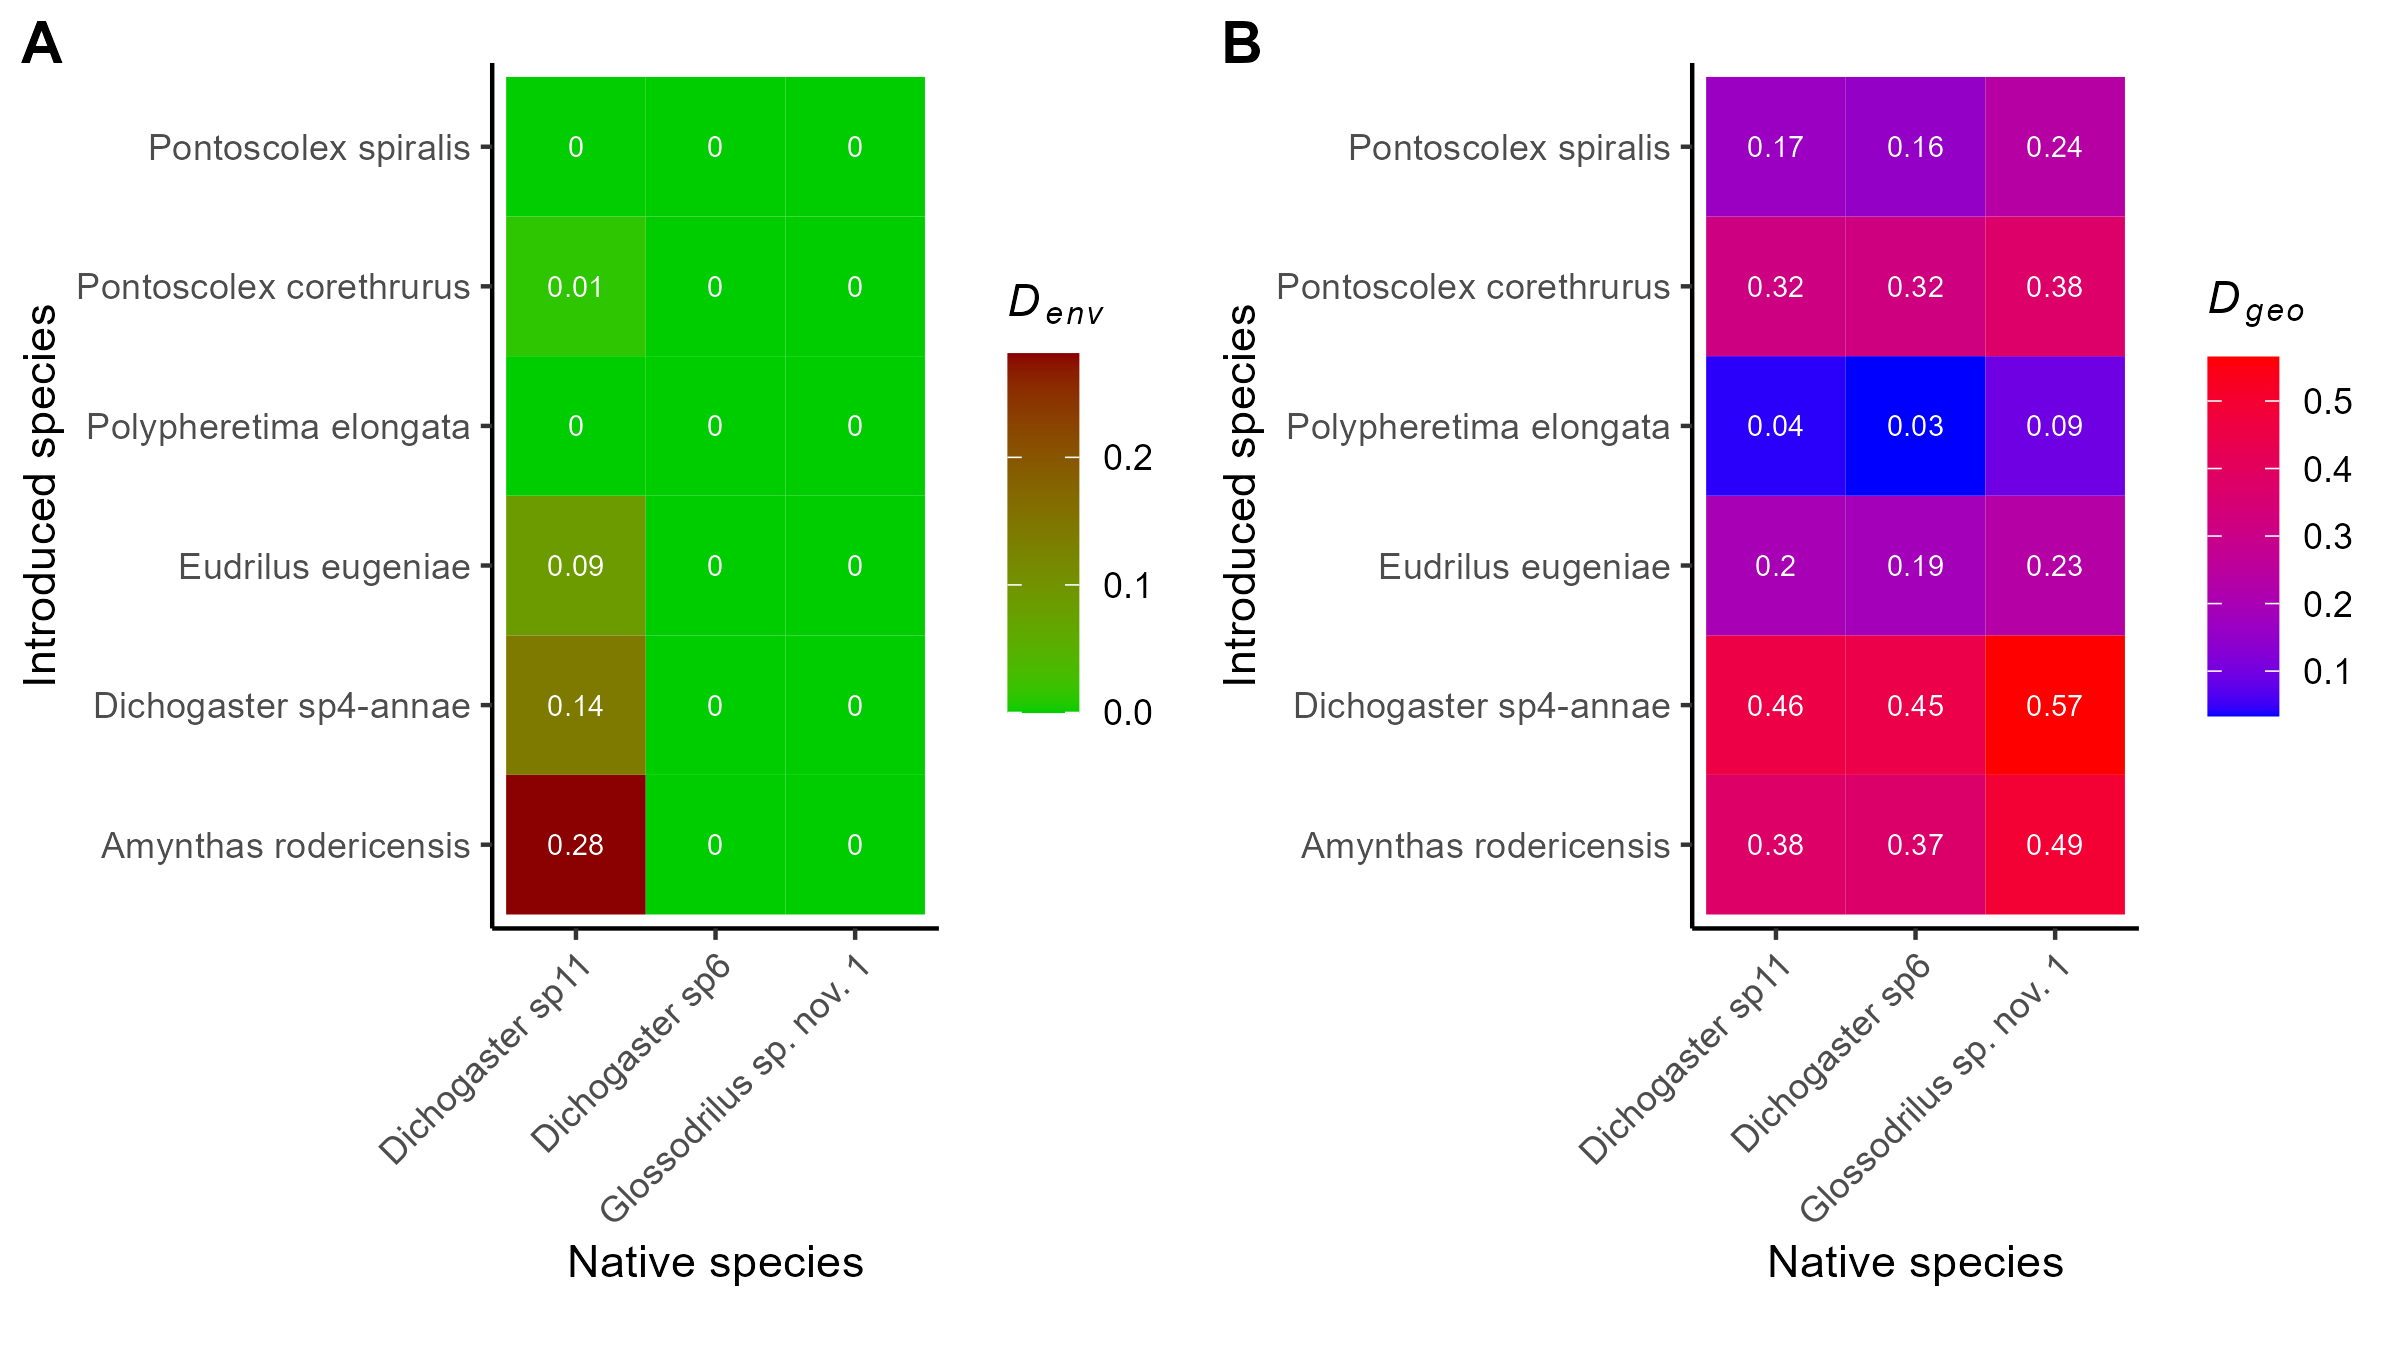 A
Introduced species
Pontoscolex spiralis 0 0 0
Pontoscolex corethrurus 0.01 0 0
Polypheretima elongata 0 0 0
Eudrilus eugeniae 0.09 0 0
Dichogaster sp4-annae 0.14 0 0
Amynthas rodericensis 0.28 0 0
Dichogaster sp11
Dichogaster sp6
Glossodrilus sp. nov. 1
Native species
D env
0.2
0.1
0.0
B
Introduced species
Pontoscolex spiralis 0.17 0.16 0.24
Pontoscolex corethrurus 0.32 0.32 0.38
Polypheretima elongata 0.04 0.03 0.09
Eudrilus eugeniae 0.2 0.19 0.23
Dichogaster sp4-annae 0.46 0.45 0.57
Amynthas rodericensis 0.38 0.37 0.49
Dichogaster sp11
Dichogaster sp6
Glossodrilus sp. nov. 1
Native species
D geo
0.5
0.4
0.3
0.2
0.1